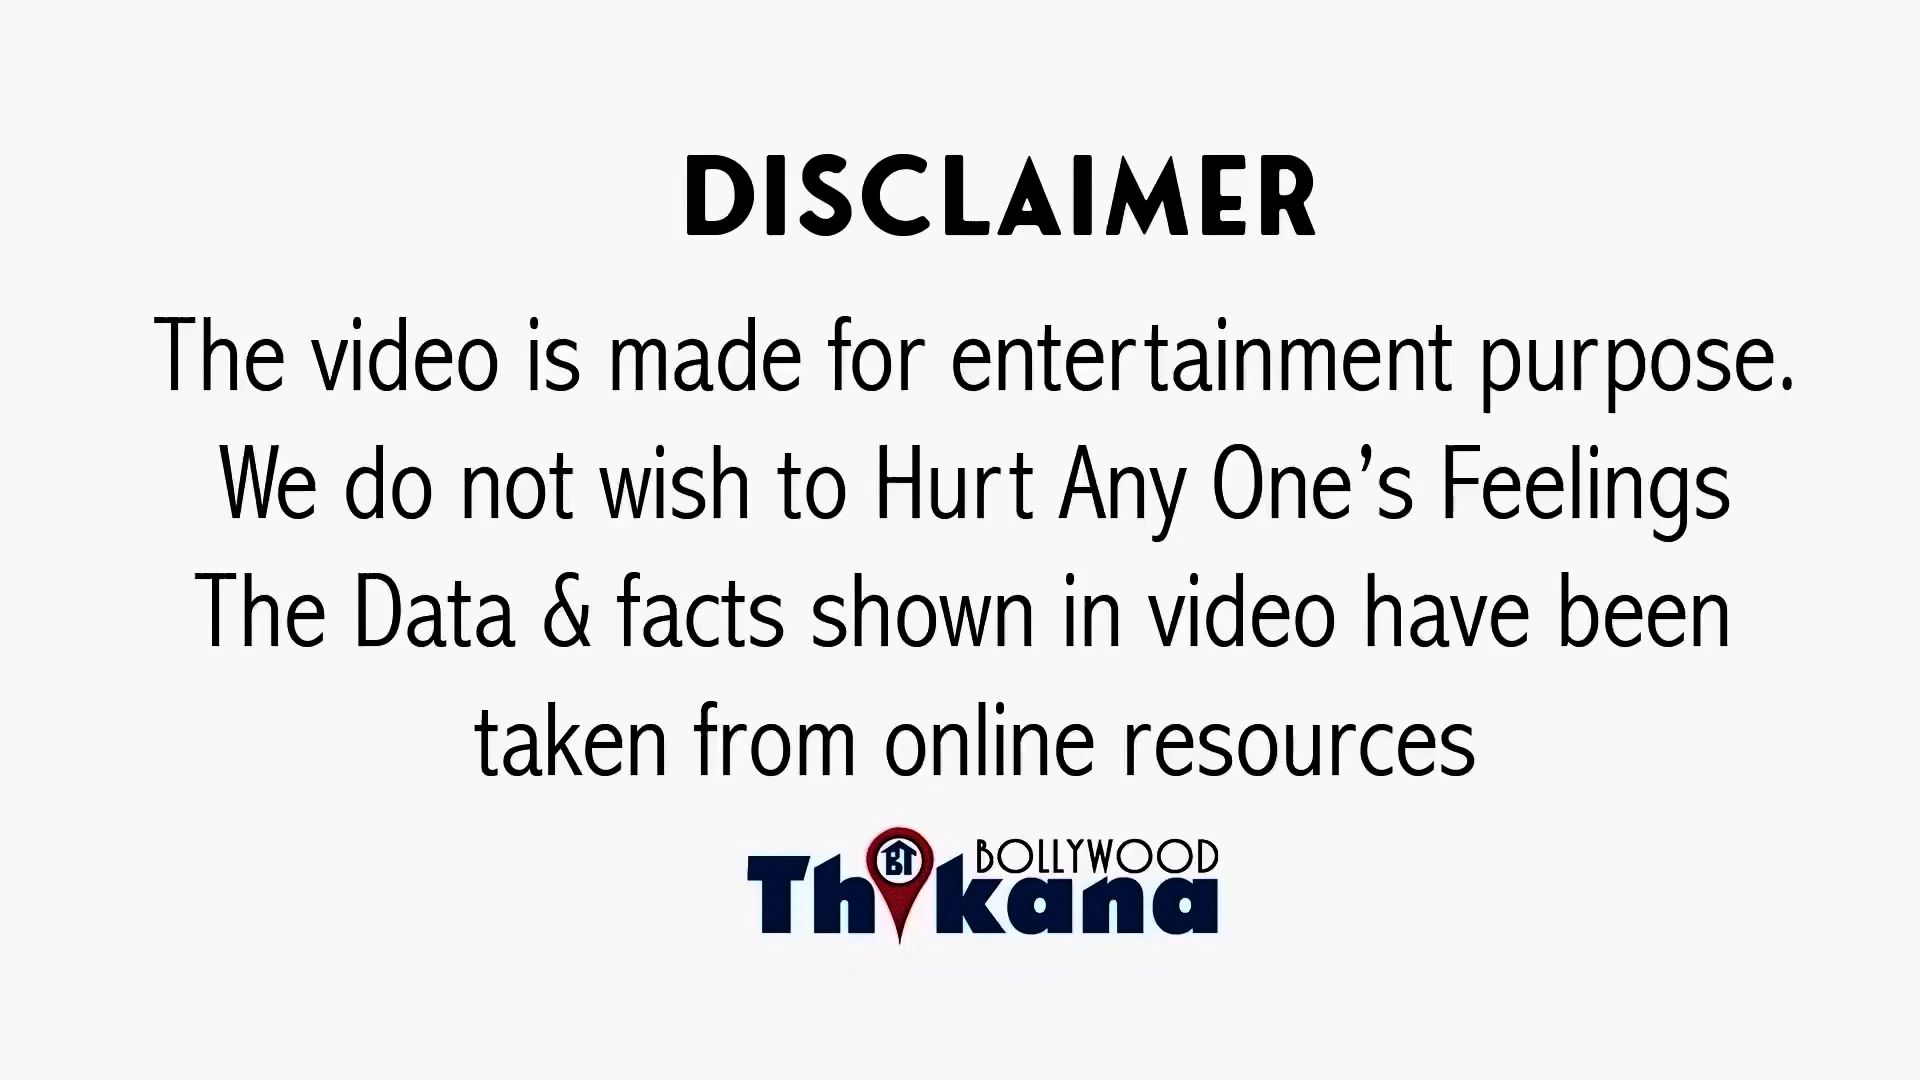 DISCLAIMER
The video is made for entertainment purpose.
We do not wish to Hurt Any One’s Feelings
The Data & facts shown in video have been
taken from online resources
BOLLYWOOD
BT
Thikana